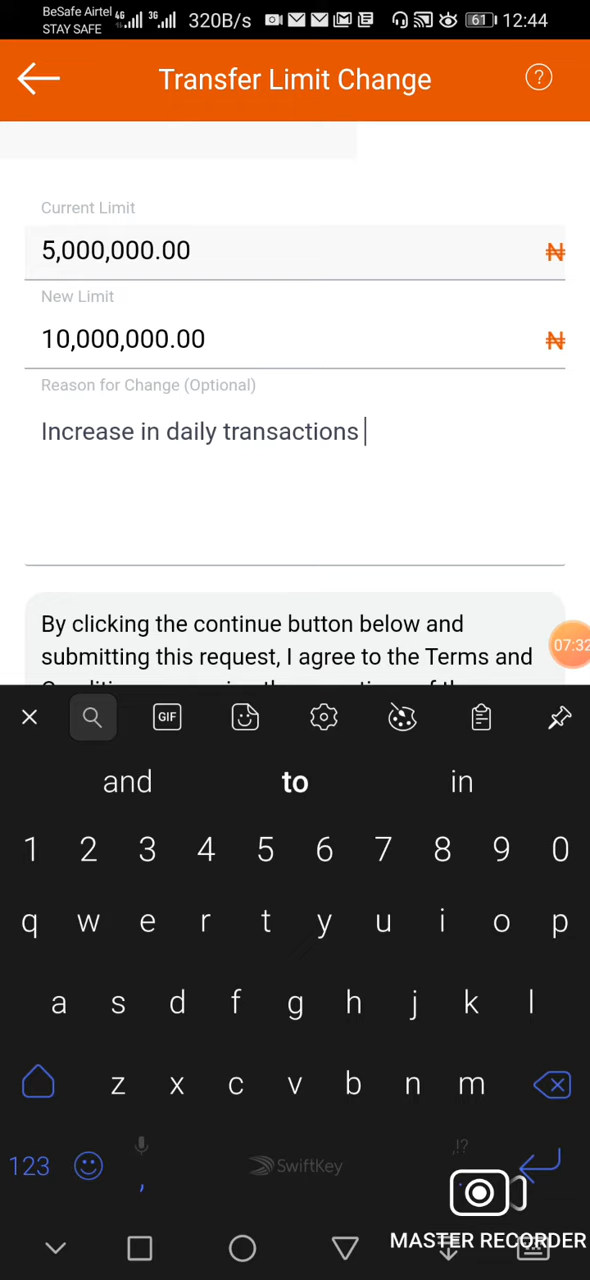 BeSafe Airtel 4G 3G 320B/s 61 12:44
STAY SAFE
Transfer Limit Change ?
Current Limit
5,000,000.00 ₦
New Limit
10,000,000.00 ₦
Reason for Change (Optional)
Increase in daily transactions
By clicking the continue button below and
submitting this request, I agree to the Terms and
07:32
GIF
and to in
1 2 3 4 5 6 7 8 9 0
q w e r t y u i o p
a s d f g h j k l
z x c v b n m
,!?
123 , SwiftKey
MASTER RECORDER